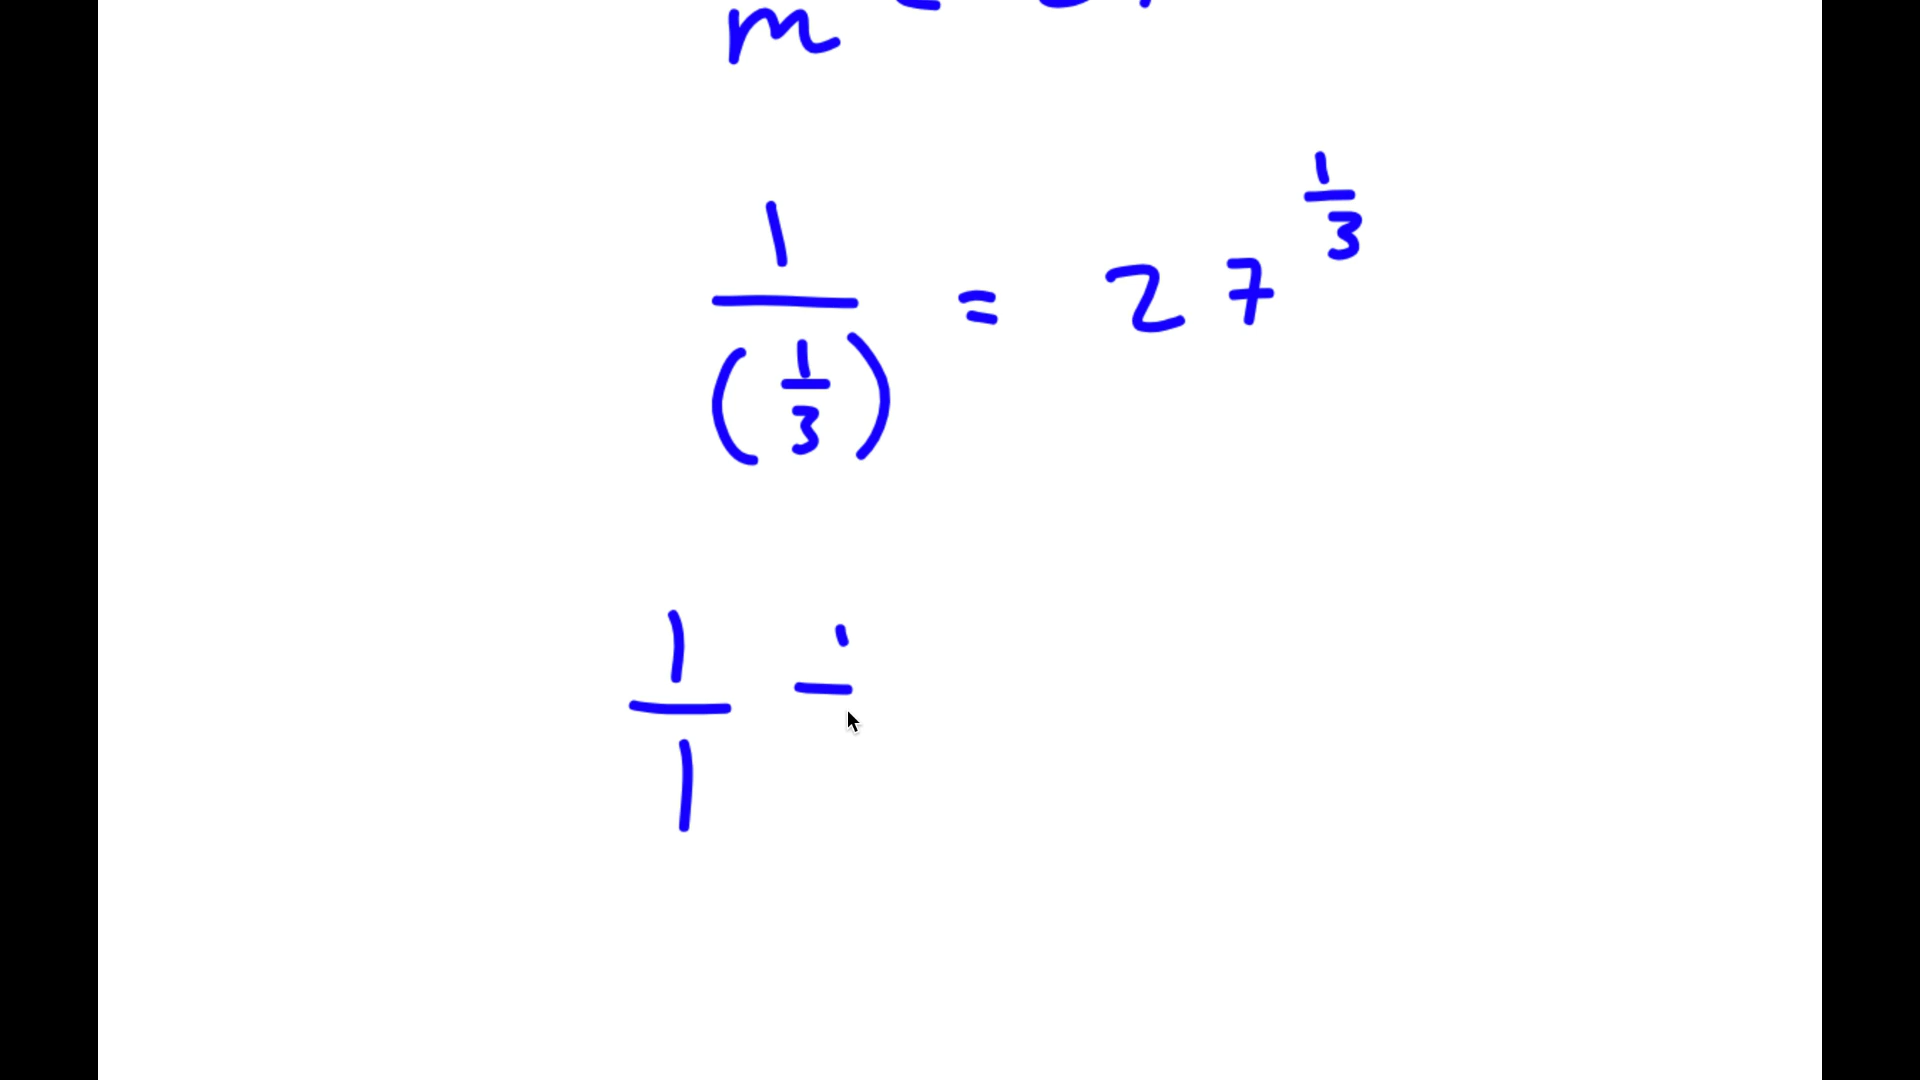 m
1/(1/3) = 27^(1/3)
1/1 ÷